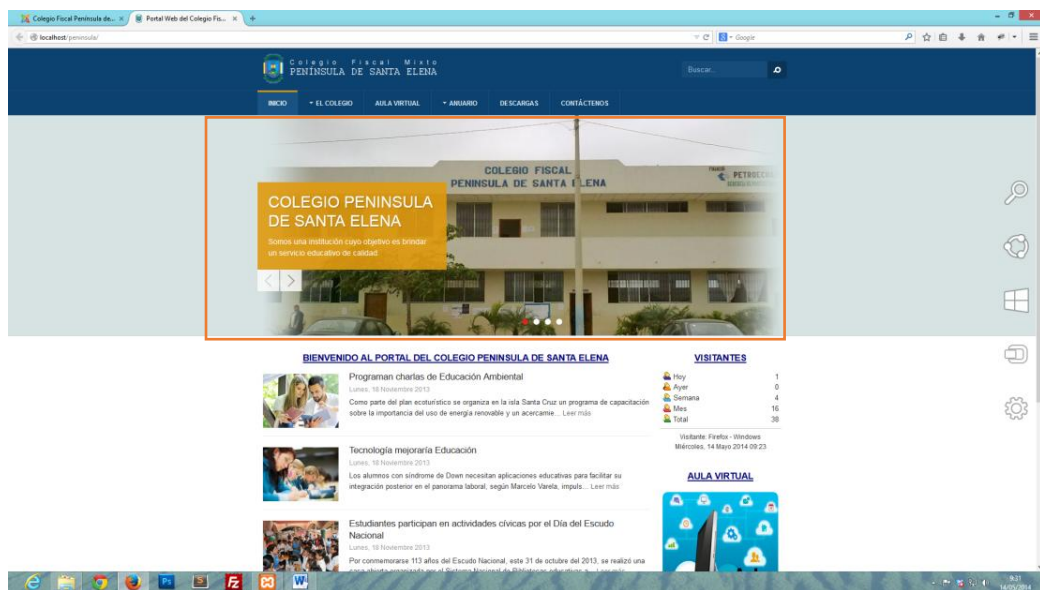 Colegio Fiscal Península de...
Portal Web del Colegio Fis...
localhost/peninsula/
Google
Colegio Fiscal Mixto
PENÍNSULA DE SANTA ELENA
Buscar...
INICIO
EL COLEGIO
AULA VIRTUAL
ANUARIO
DESCARGAS
CONTÁCTENOS
COLEGIO FISCAL
PENINSULA DE SANTA ELENA
COLEGIO PENINSULA
DE SANTA ELENA
Somos una institución cuyo objetivo es brindar
un servicio educativo de calidad.
BIENVENIDO AL PORTAL DEL COLEGIO PENINSULA DE SANTA ELENA
Programan charlas de Educación Ambiental
Lunes, 18 Noviembre 2013
Como parte del plan ecoturístico se organiza en la isla Santa Cruz un programa de capacitación
sobre la importancia del uso de energía renovable y un acercamie... Leer más
Tecnología mejoraría Educación
Lunes, 18 Noviembre 2013
Los alumnos con síndrome de Down necesitan aplicaciones educativas para facilitar su
integración posterior en el panorama laboral, según Marcelo Varela, impuls... Leer más
Estudiantes participan en actividades cívicas por el Día del Escudo
Nacional
Lunes, 18 Noviembre 2013
Por conmemorarse 113 años del Escudo Nacional, este 31 de octubre del 2013, se realizó una
VISITANTES
Hoy 1
Ayer 0
Semana 4
Mes 16
Total 38
Visitante: Firefox - Windows
Miércoles, 14 Mayo 2014 09:23
AULA VIRTUAL
9:31
14/05/2014